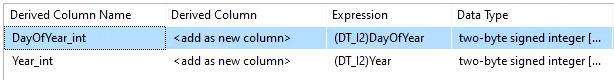 Derived Column Name Derived Column Expression Data Type
DayOfYear_int <add as new column> (DT_I2)DayOfYear two-byte signed integer [...
Year_int <add as new column> (DT_I2)Year two-byte signed integer [...